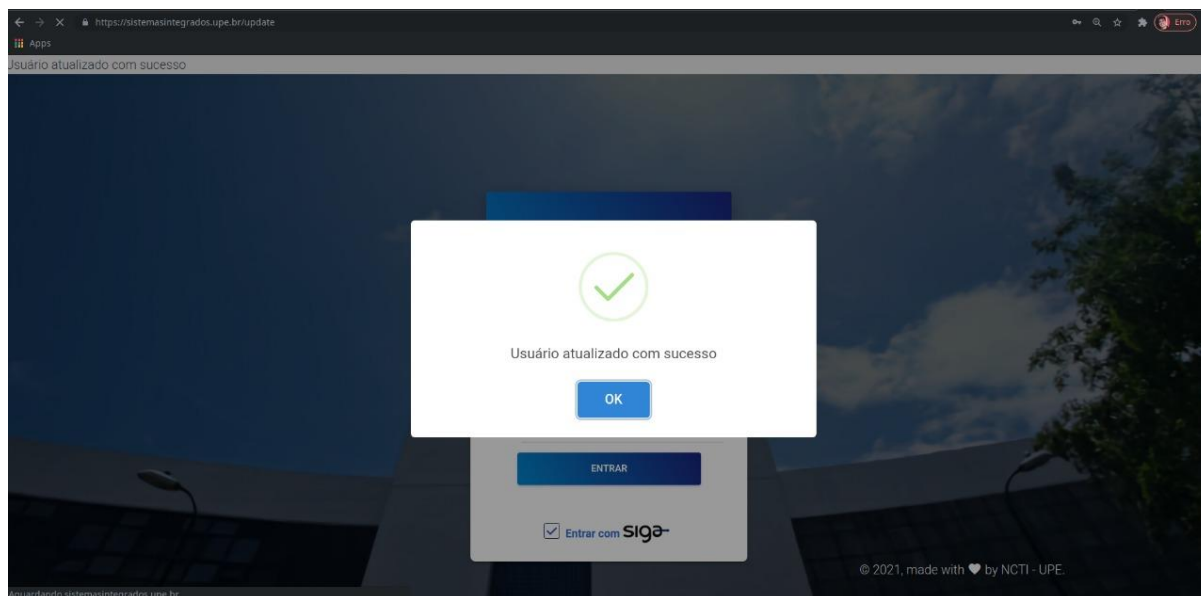 https://sistemasintegrados.upe.br/update
Erro
Apps
Usuário atualizado com sucesso
Usuário atualizado com sucesso
OK
ENTRAR
Entrar com siga
© 2021, made with ♥ by NCTI - UPE.
Aguardando sistemasintegrados.upe.br